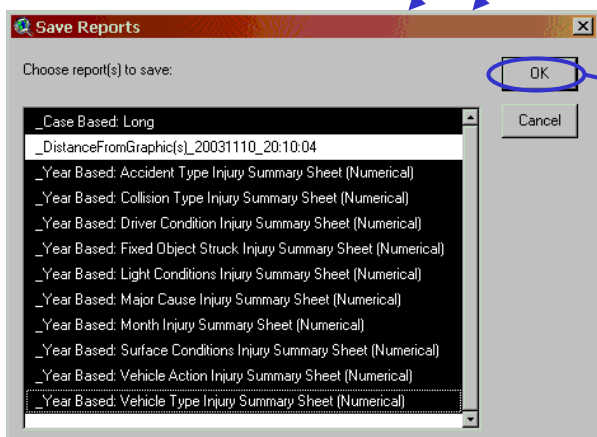 Save Reports
Choose report(s) to save:
OK
Cancel
_Case Based: Long
_DistanceFromGraphic(s)_20031110_20:10:04
_Year Based: Accident Type Injury Summary Sheet (Numerical)
_Year Based: Collision Type Injury Summary Sheet (Numerical)
_Year Based: Driver Condition Injury Summary Sheet (Numerical)
_Year Based: Fixed Object Struck Injury Summary Sheet (Numerical)
_Year Based: Light Conditions Injury Summary Sheet (Numerical)
_Year Based: Major Cause Injury Summary Sheet (Numerical)
_Year Based: Month Injury Summary Sheet (Numerical)
_Year Based: Surface Conditions Injury Summary Sheet (Numerical)
_Year Based: Vehicle Action Injury Summary Sheet (Numerical)
_Year Based: Vehicle Type Injury Summary Sheet (Numerical)